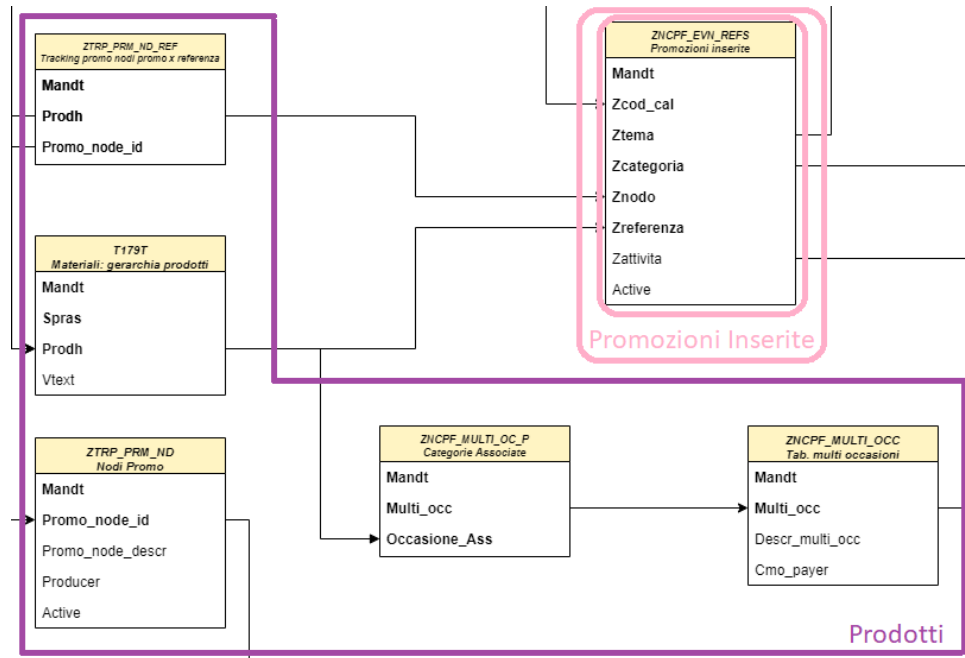 ZTRP_PRM_ND_REF
Tracking promo nodi promo x referenza
Mandt
Prodh
Promo_node_id
ZNCPF_EVN_REFS
Promozioni inserite
Mandt
Zcod_cal
Ztema
Zcategoria
Znodo
Zreferenza
Zattivita
Active
Promozioni Inserite
T179T
Materiali: gerarchia prodotti
Mandt
Spras
Prodh
Vtext
ZTRP_PRM_ND
Nodi Promo
Mandt
Promo_node_id
Promo_node_descr
Producer
Active
ZNCPF_MULTI_OC_P
Categorie Associate
Mandt
Multi_occ
Occasione_Ass
ZNCPF_MULTI_OCC
Tab. multi occasioni
Mandt
Multi_occ
Descr_multi_occ
Cmo_payer
Prodotti